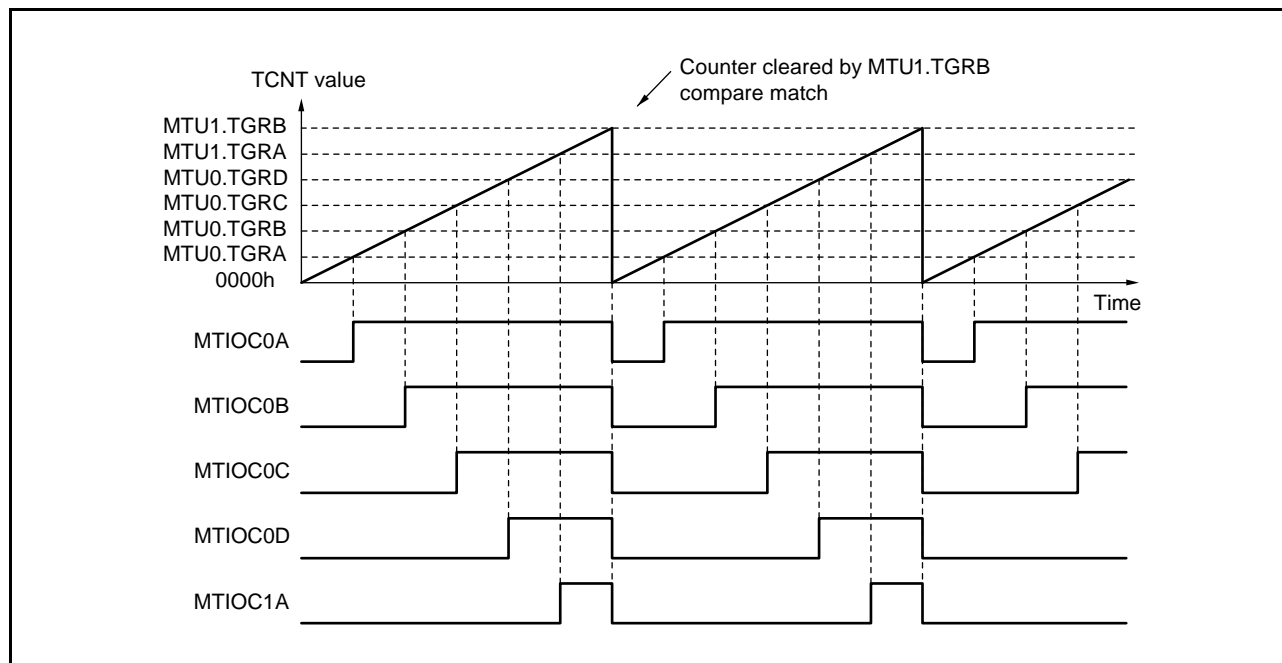 Counter cleared by MTU1.TGRB
compare match
TCNT value
MTU1.TGRB
MTU1.TGRA
MTU0.TGRD
MTU0.TGRC
MTU0.TGRB
MTU0.TGRA
0000h
Time
MTIOC0A
MTIOC0B
MTIOC0C
MTIOC0D
MTIOC1A